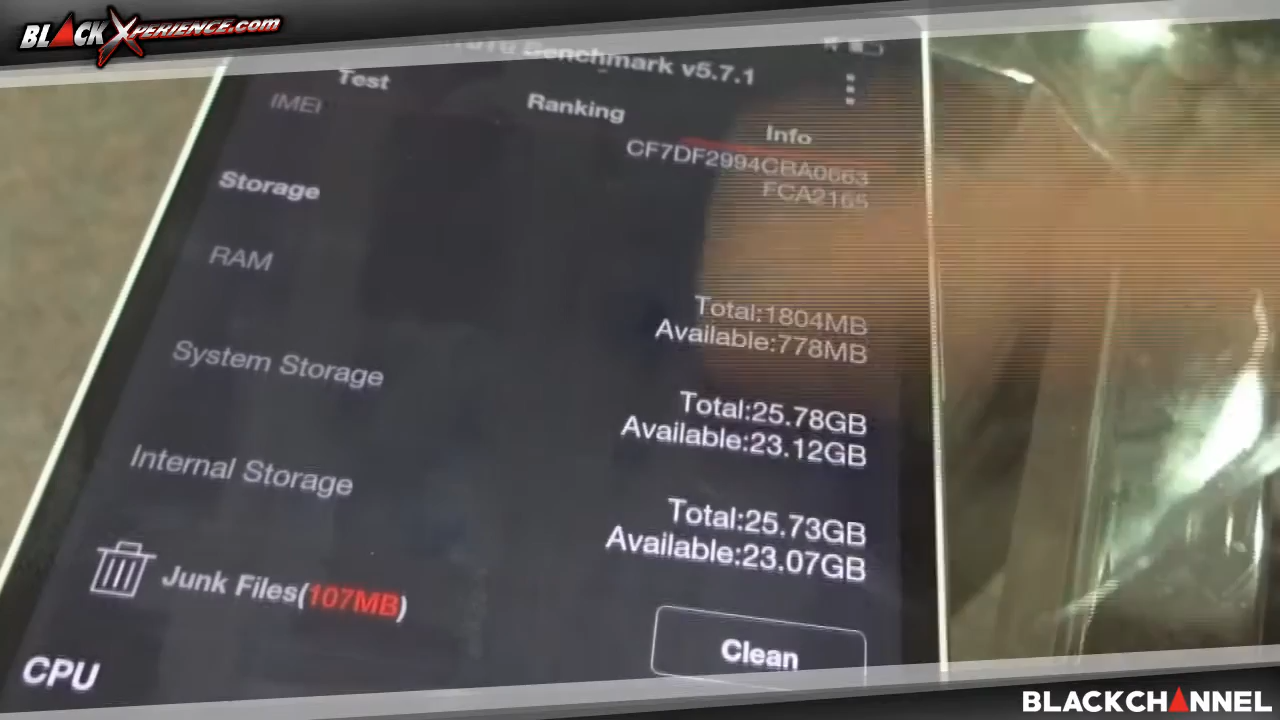 BLACKXPERIENCE.COM
Benchmark v5.7.1
Test
Ranking
Info
IMEI
CF7DF2994CBA0663
FCA2165
Storage
RAM
Total:1804MB
Available:778MB
System Storage
Total:25.78GB
Available:23.12GB
Internal Storage
Total:25.73GB
Available:23.07GB
Junk Files(107MB)
Clean
CPU
BLACKCHANNEL